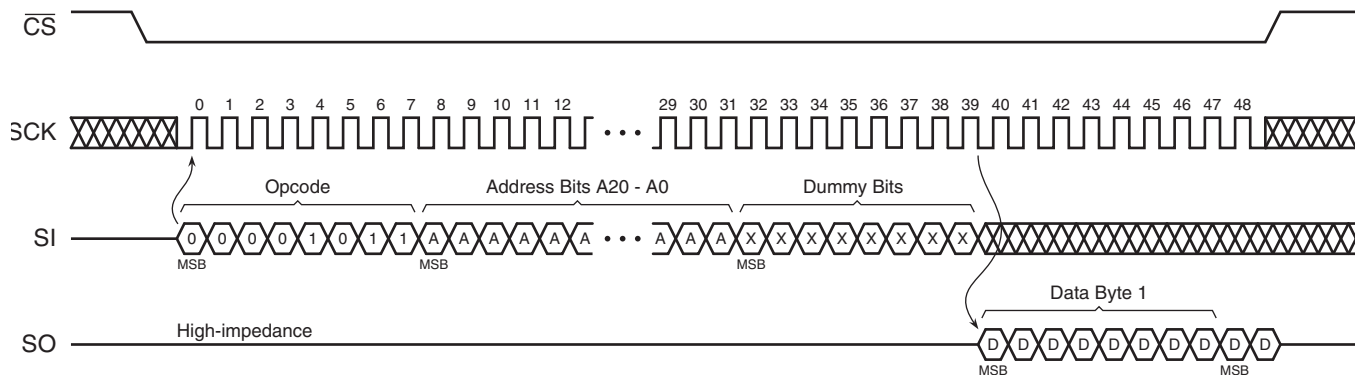 CS
0 1 2 3 4 5 6 7 8 9 10 11 12 29 30 31 32 33 34 35 36 37 38 39 40 41 42 43 44 45 46 47 48
SCK • • •
Opcode Address Bits A20 - A0 Dummy Bits
SI 0 0 0 0 1 0 1 1 A A A A A A • • • A A A X X X X X X X X
MSB MSB MSB
Data Byte 1
High-impedance
SO D D D D D D D D D D
MSB MSB